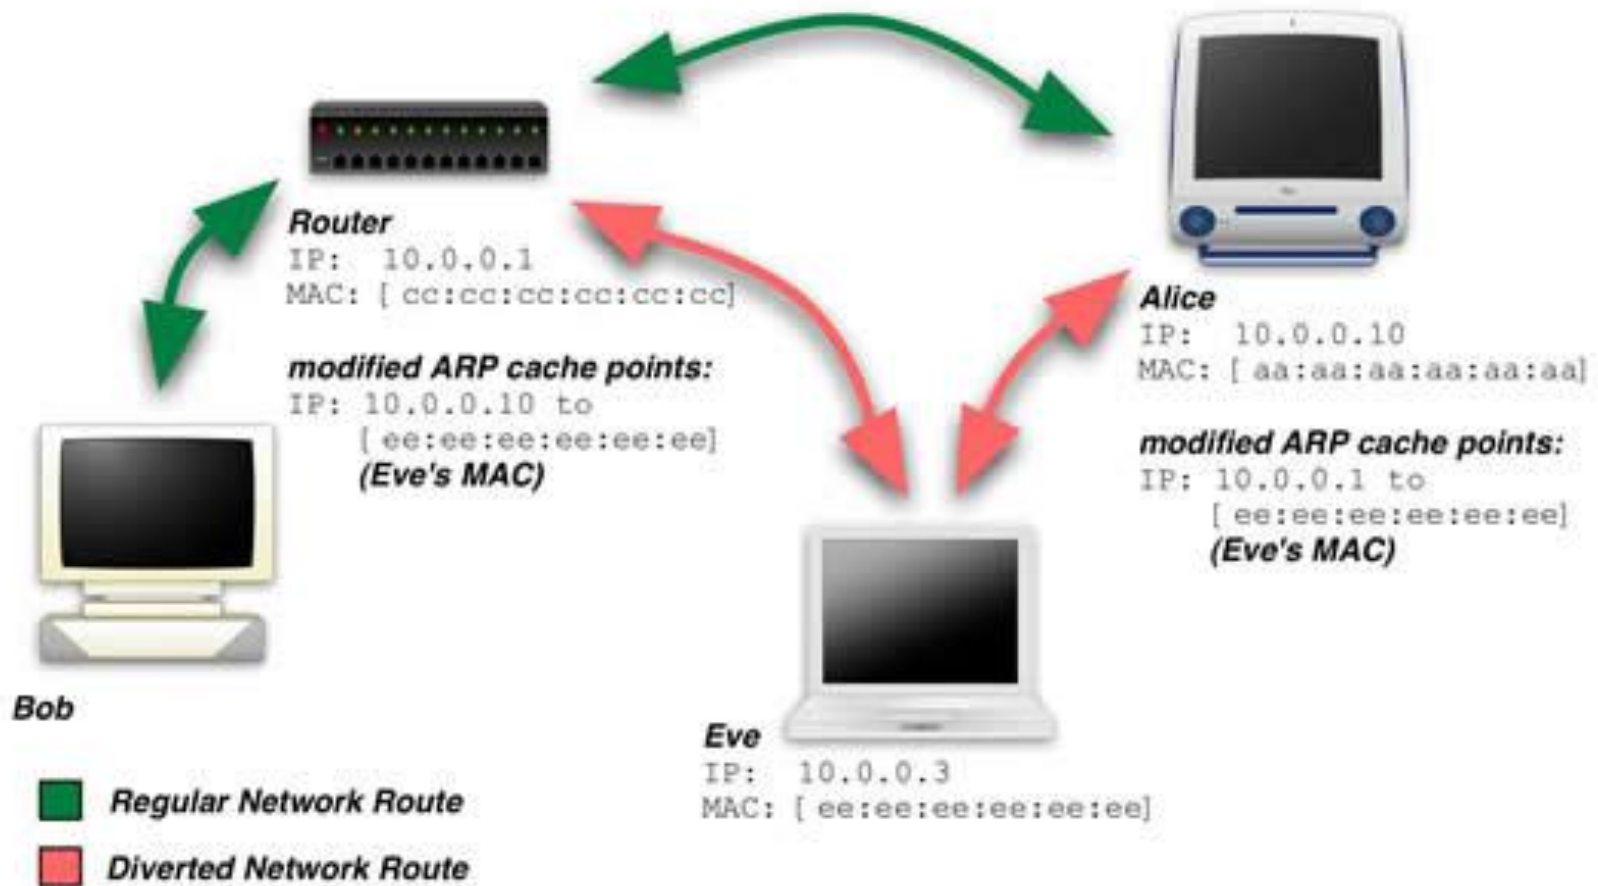 Router
IP: 10.0.0.1
MAC: [ cc:cc:cc:cc:cc:cc]
modified ARP cache points:
IP: 10.0.0.10 to
[ ee:ee:ee:ee:ee:ee]
(Eve's MAC)
Alice
IP: 10.0.0.10
MAC: [ aa:aa:aa:aa:aa:aa]
modified ARP cache points:
IP: 10.0.0.1 to
[ ee:ee:ee:ee:ee:ee]
(Eve's MAC)
Bob
Eve
IP: 10.0.0.3
MAC: [ ee:ee:ee:ee:ee:ee]
Regular Network Route
Diverted Network Route